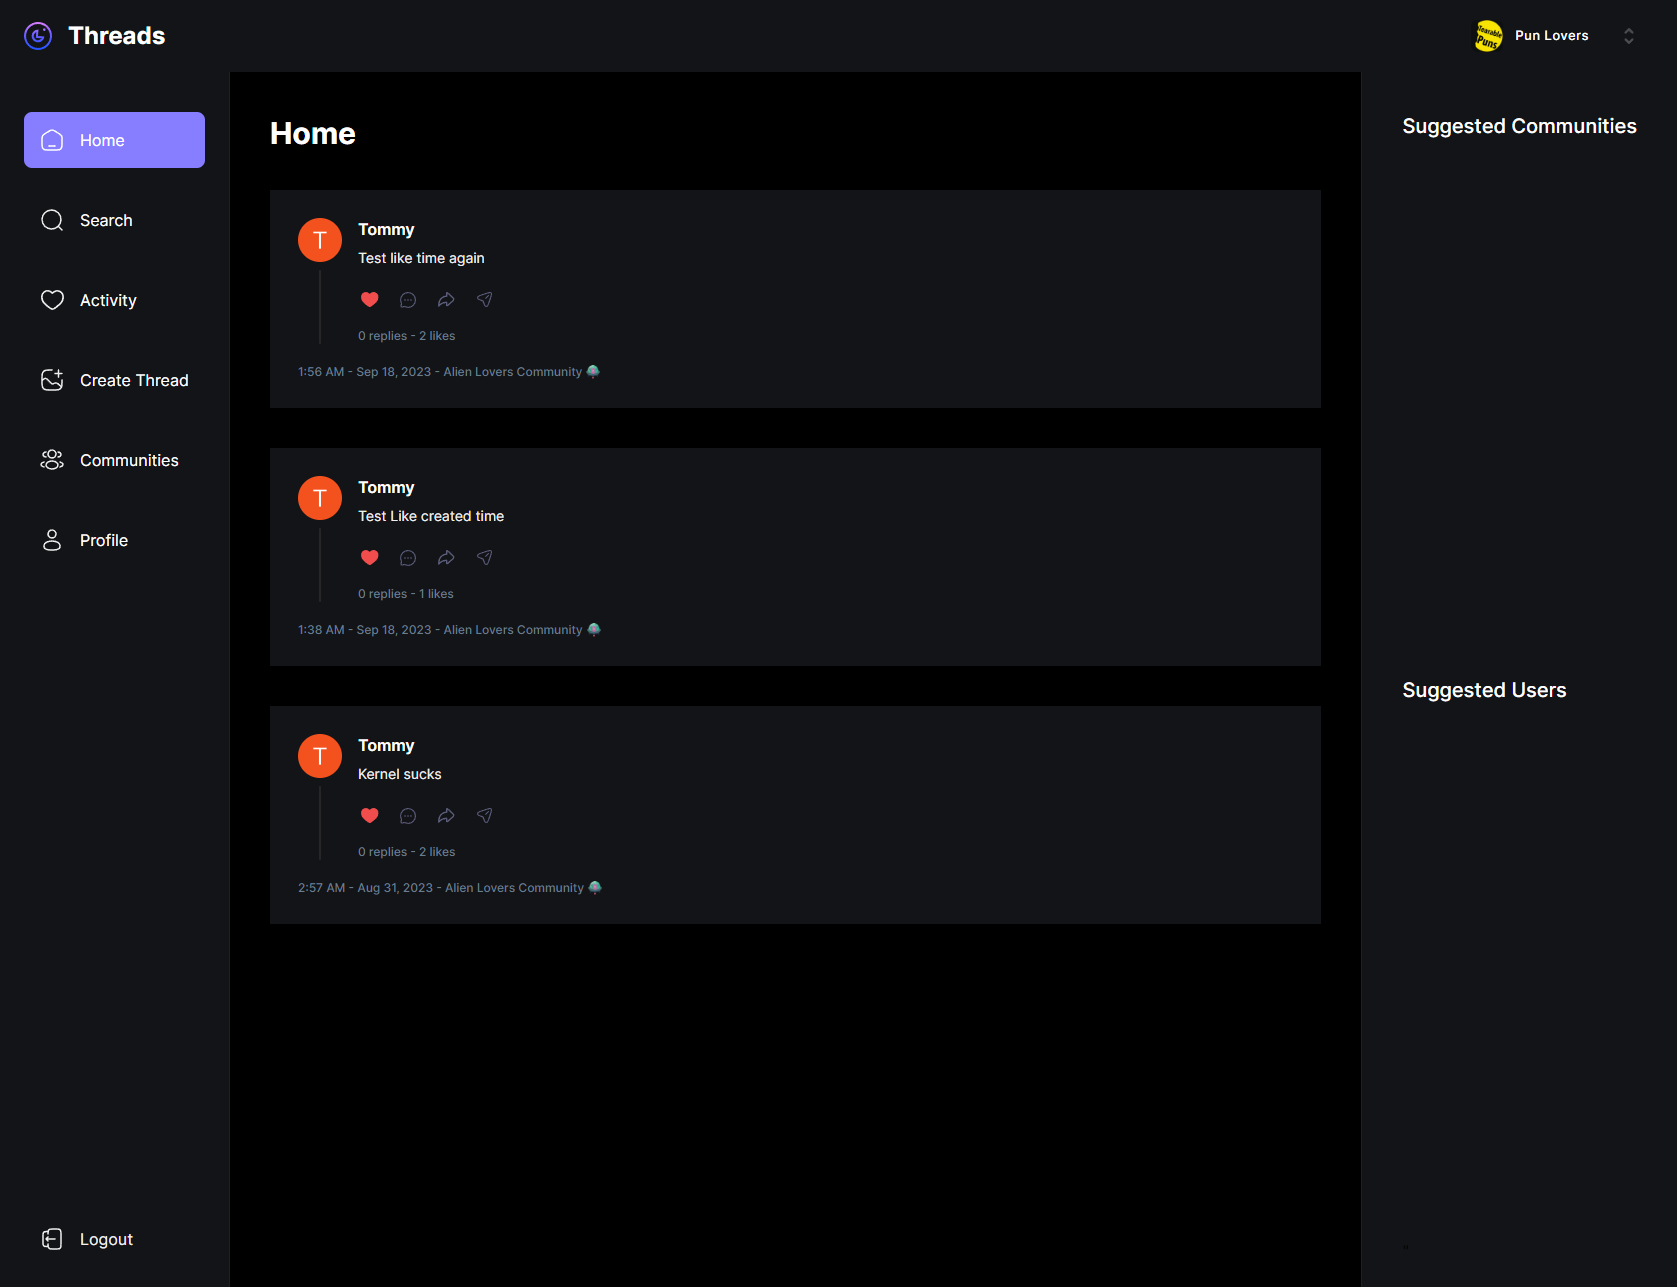 Threads
Wearable
Puns
Pun Lovers
Home
Search
Activity
Create Thread
Communities
Profile
Logout
Home
T
Tommy
Test like time again
0 replies - 2 likes
1:56 AM - Sep 18, 2023 - Alien Lovers Community
T
Tommy
Test Like created time
0 replies - 1 likes
1:38 AM - Sep 18, 2023 - Alien Lovers Community
T
Tommy
Kernel sucks
0 replies - 2 likes
2:57 AM - Aug 31, 2023 - Alien Lovers Community
Suggested Communities
Suggested Users